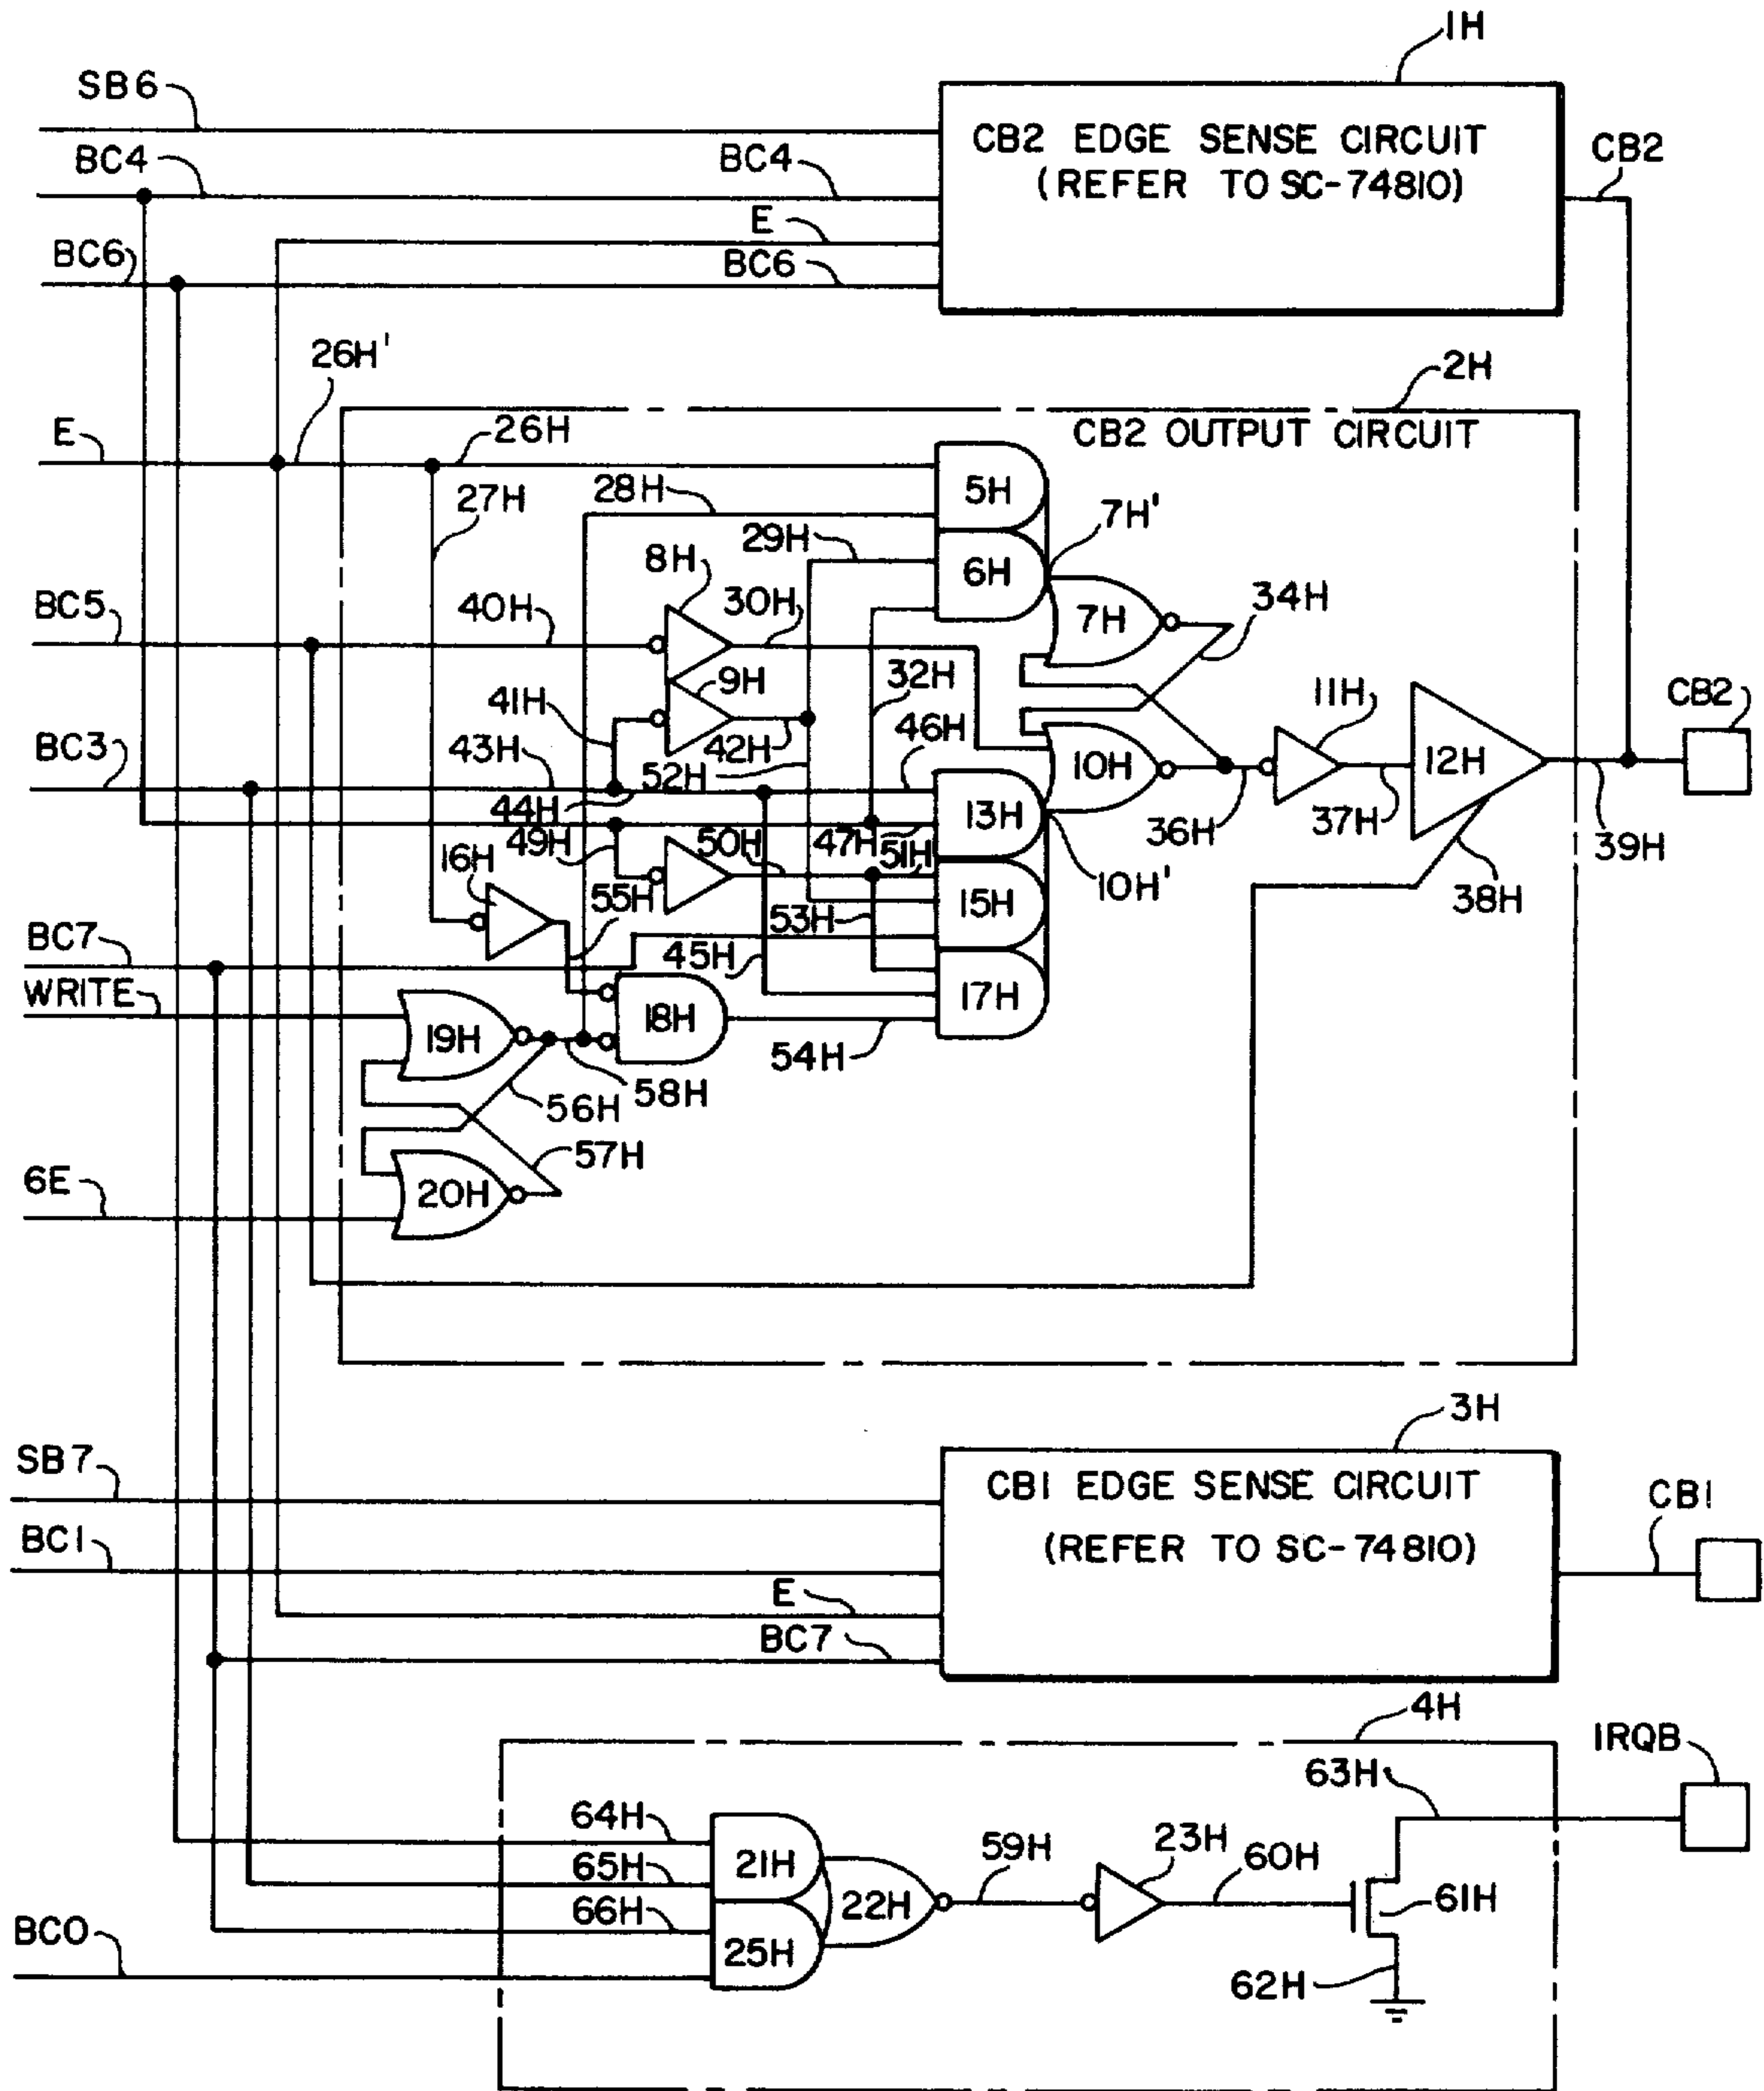 1H
SB6
CB2 EDGE SENSE CIRCUIT
(REFER TO SC-74810)
BC4
BC4
CB2
E
BC6
BC6
26H'
2H
E
26H
CB2 OUTPUT CIRCUIT
27H
28H
5H
7H'
29H
6H
8H
BC5
40H
30H
7H
34H
9H
32H
11H
CB2
41H
42H
46H
BC3
43H
52H
10H
12H
44H
13H
36H
37H
39H
49H
50H
47H
51H
16H
10H'
38H
55H
53H
15H
BC7
45H
WRITE
17H
19H
18H
54H
58H
56H
57H
6E
20H
3H
SB7
CB1 EDGE SENSE CIRCUIT
(REFER TO SC-74810)
CB1
BC1
E
BC7
4H
IRQB
63H
64H
23H
59H
60H
21H
65H
22H
61H
66H
BC0
25H
62H